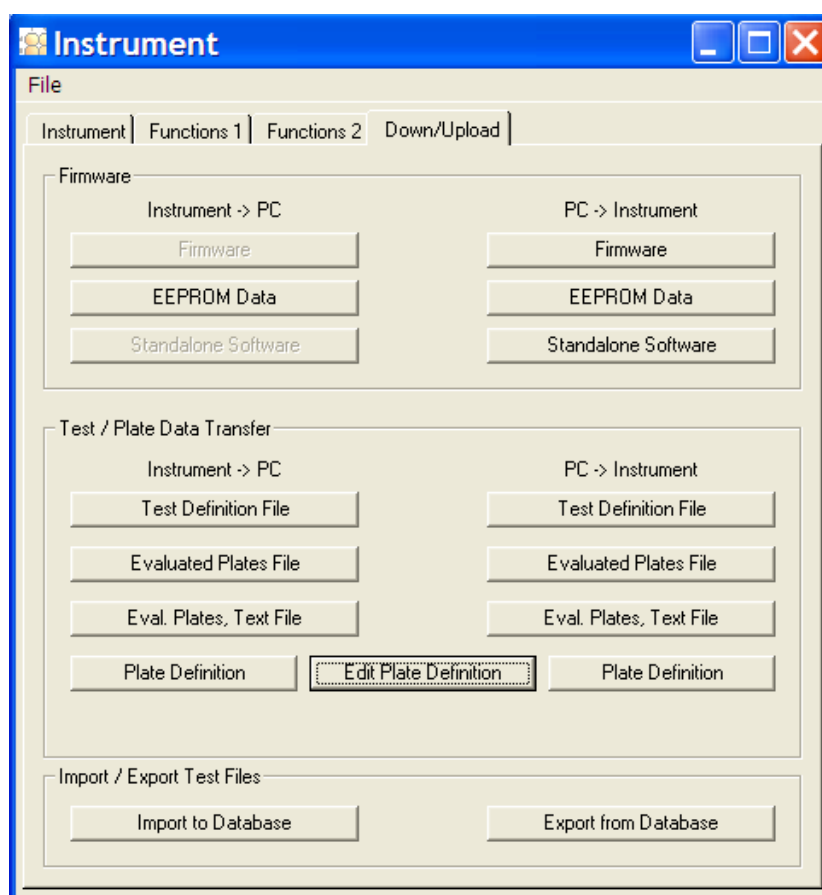 Instrument
File
Instrument Functions 1 Functions 2 Down/Upload
Firmware
Instrument -> PC PC -> Instrument
Firmware Firmware
EEPROM Data EEPROM Data
Standalone Software Standalone Software
Test / Plate Data Transfer
Instrument -> PC PC -> Instrument
Test Definition File Test Definition File
Evaluated Plates File Evaluated Plates File
Eval. Plates, Text File Eval. Plates, Text File
Plate Definition Edit Plate Definition Plate Definition
Import / Export Test Files
Import to Database Export from Database